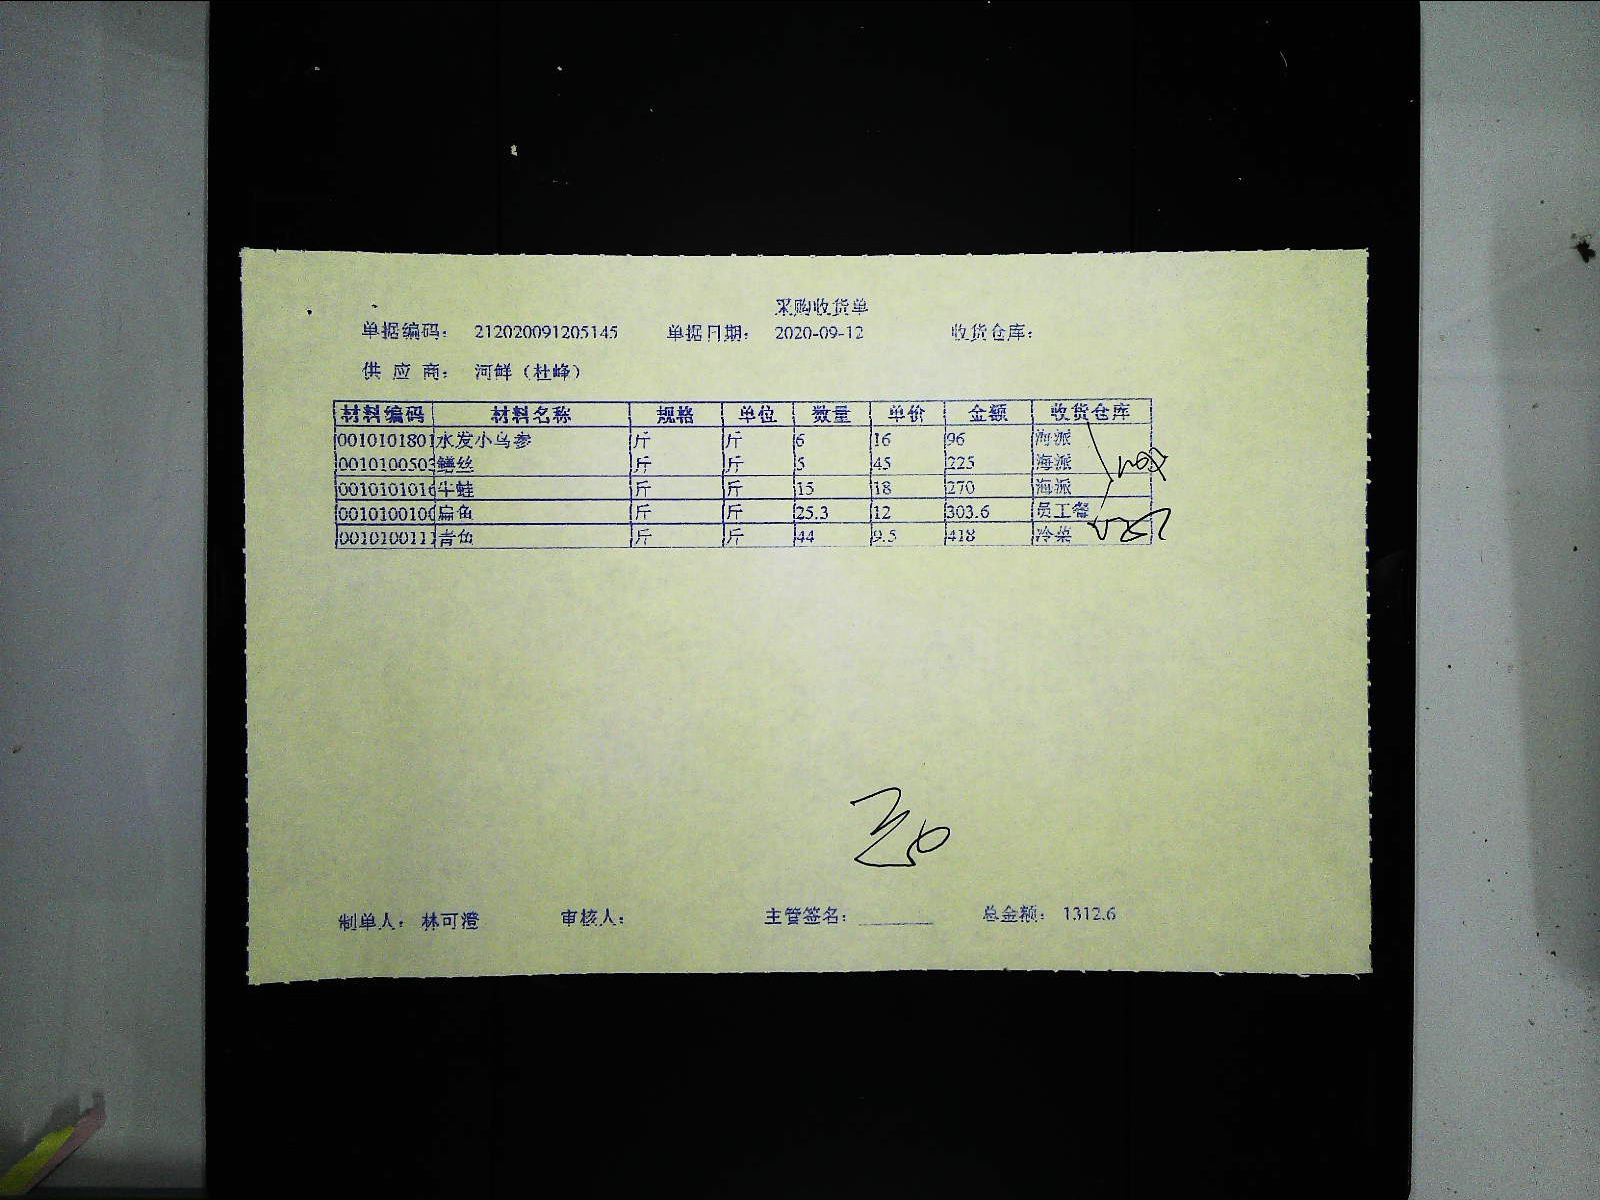 采购收货单
单据编码： 212020091205145 单据日期： 2020-09-12 收货仓库：
供 应 商： 河鲜（杜峰）
材料编码 材料名称 规格 单位 数量 单价 金额 收货仓库
0010101801 水发小乌参 斤 斤 6 16 96 海派
001010050 鳝丝 斤 斤 5 45 225 海派
001010101 牛蛙 斤 斤 15 18 270 海派
001010010 扁鱼 斤 斤 25.3 12 303.6 员工餐
001010011 青鱼 斤 斤 44 9.5 418 冷菜
制单人： 林可澄 审核人： 主管签名：________ 总金额： 1312.6